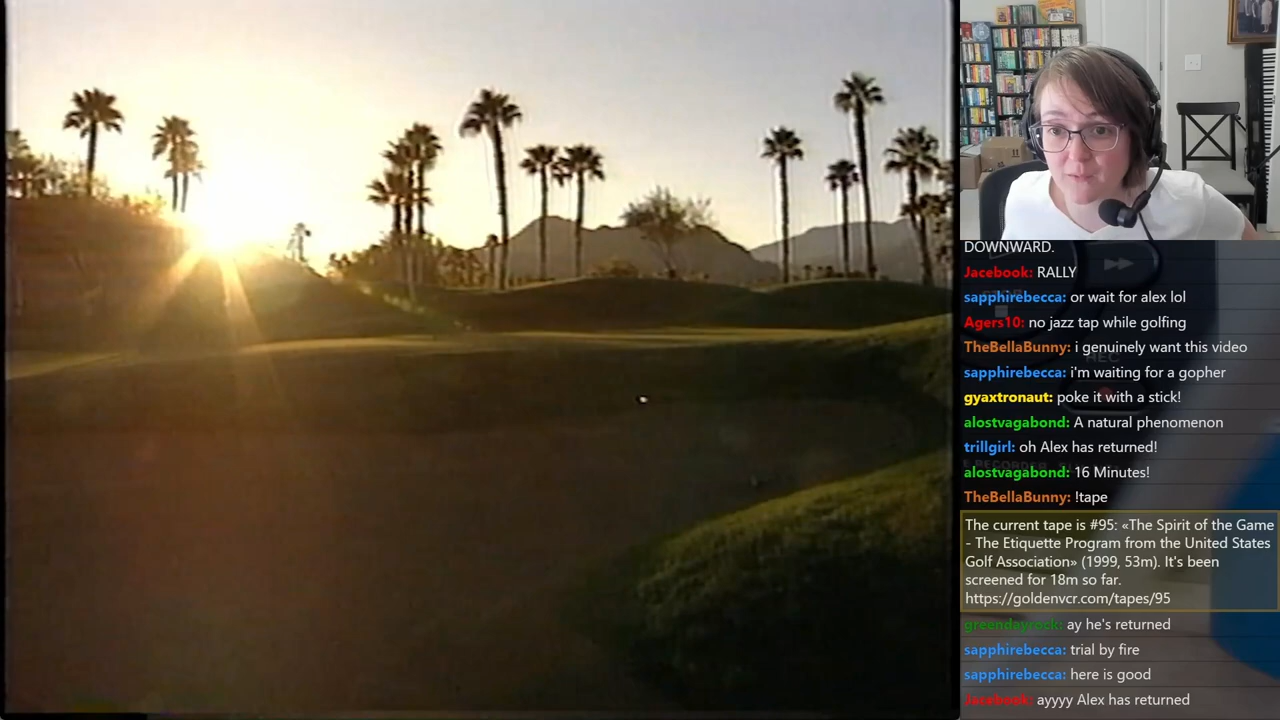 DOWNWARD.
Jacebook: RALLY
sapphirebecca: or wait for alex lol
Agers10: no jazz tap while golfing
TheBellaBunny: i genuinely want this video
sapphirebecca: i'm waiting for a gopher
gyaxtronaut: poke it with a stick!
alostvagabond: A natural phenomenon
trillgirl: oh Alex has returned!
alostvagabond: 16 Minutes!
TheBellaBunny: !tape
The current tape is #95: «The Spirit of the Game
- The Etiquette Program from the United States
Golf Association» (1999, 53m). It's been
screened for 18m so far.
https://goldenvcr.com/tapes/95
greendayrock: ay he's returned
sapphirebecca: trial by fire
sapphirebecca: here is good
Jacebook: ayyyy Alex has returned